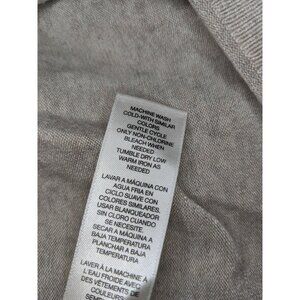 MACHINE WASH
COLD-WITH SIMILAR
COLORS
GENTLE CYCLE
ONLY NON-CHLORINE
BLEACH WHEN
NEEDED
TUMBLE DRY LOW
WARM IRON AS
NEEDED
LAVAR A MÁQUINA CON
AGUA FRIA EN
CICLO SUAVE CON
COLORES SIMILARES.
USAR BLANQUEADOR
SIN CLORO CUANDO
SE NECESITE
SECAR A MÁQUINA A
BAJA TEMPERATURA
PLANCHAR A BAJA
TEMPERATURA
LAVER À LA MACHINE À
L'EAU FROIDE AVEC
DES VÊTEMENTS DE
COULEURS